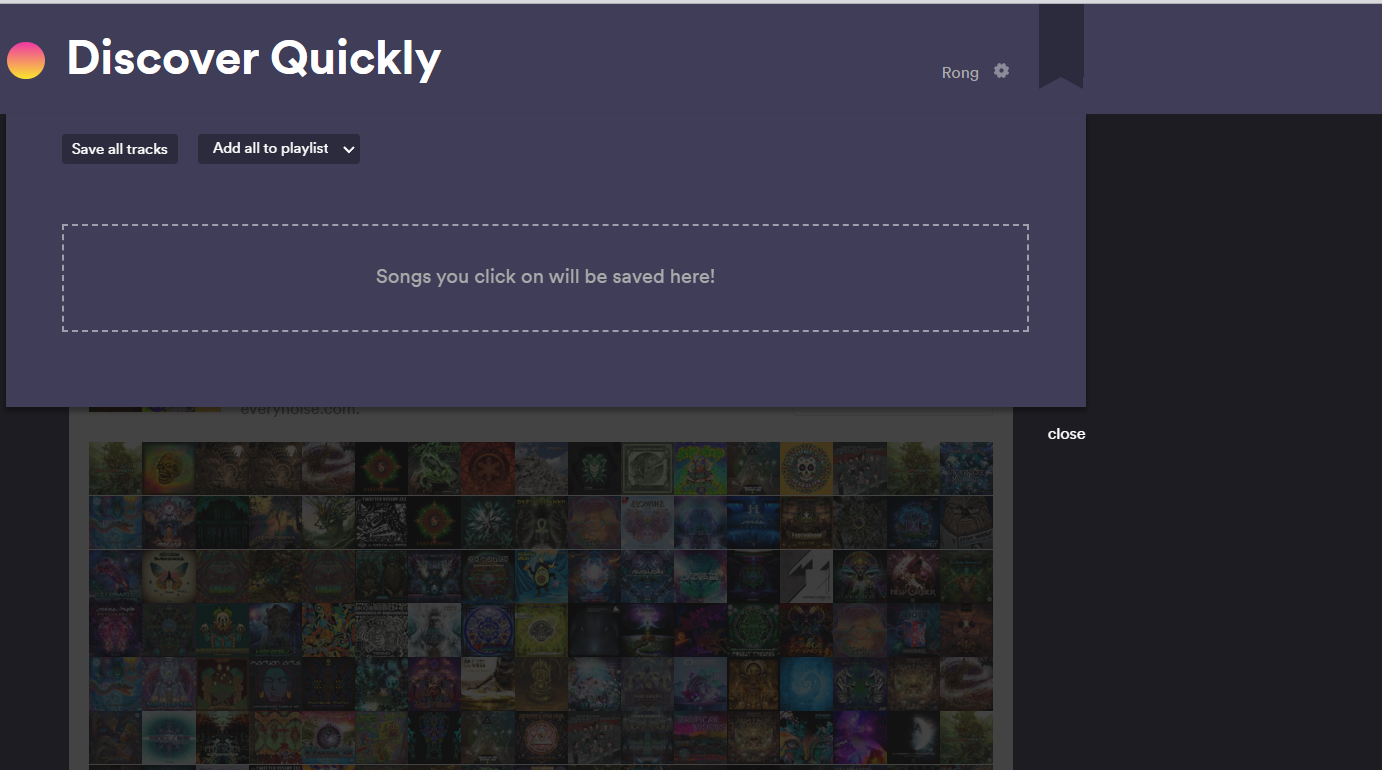 Discover Quickly
Rong
Save all tracks
Add all to playlist
Songs you click on will be saved here!
everynoise.com.
close